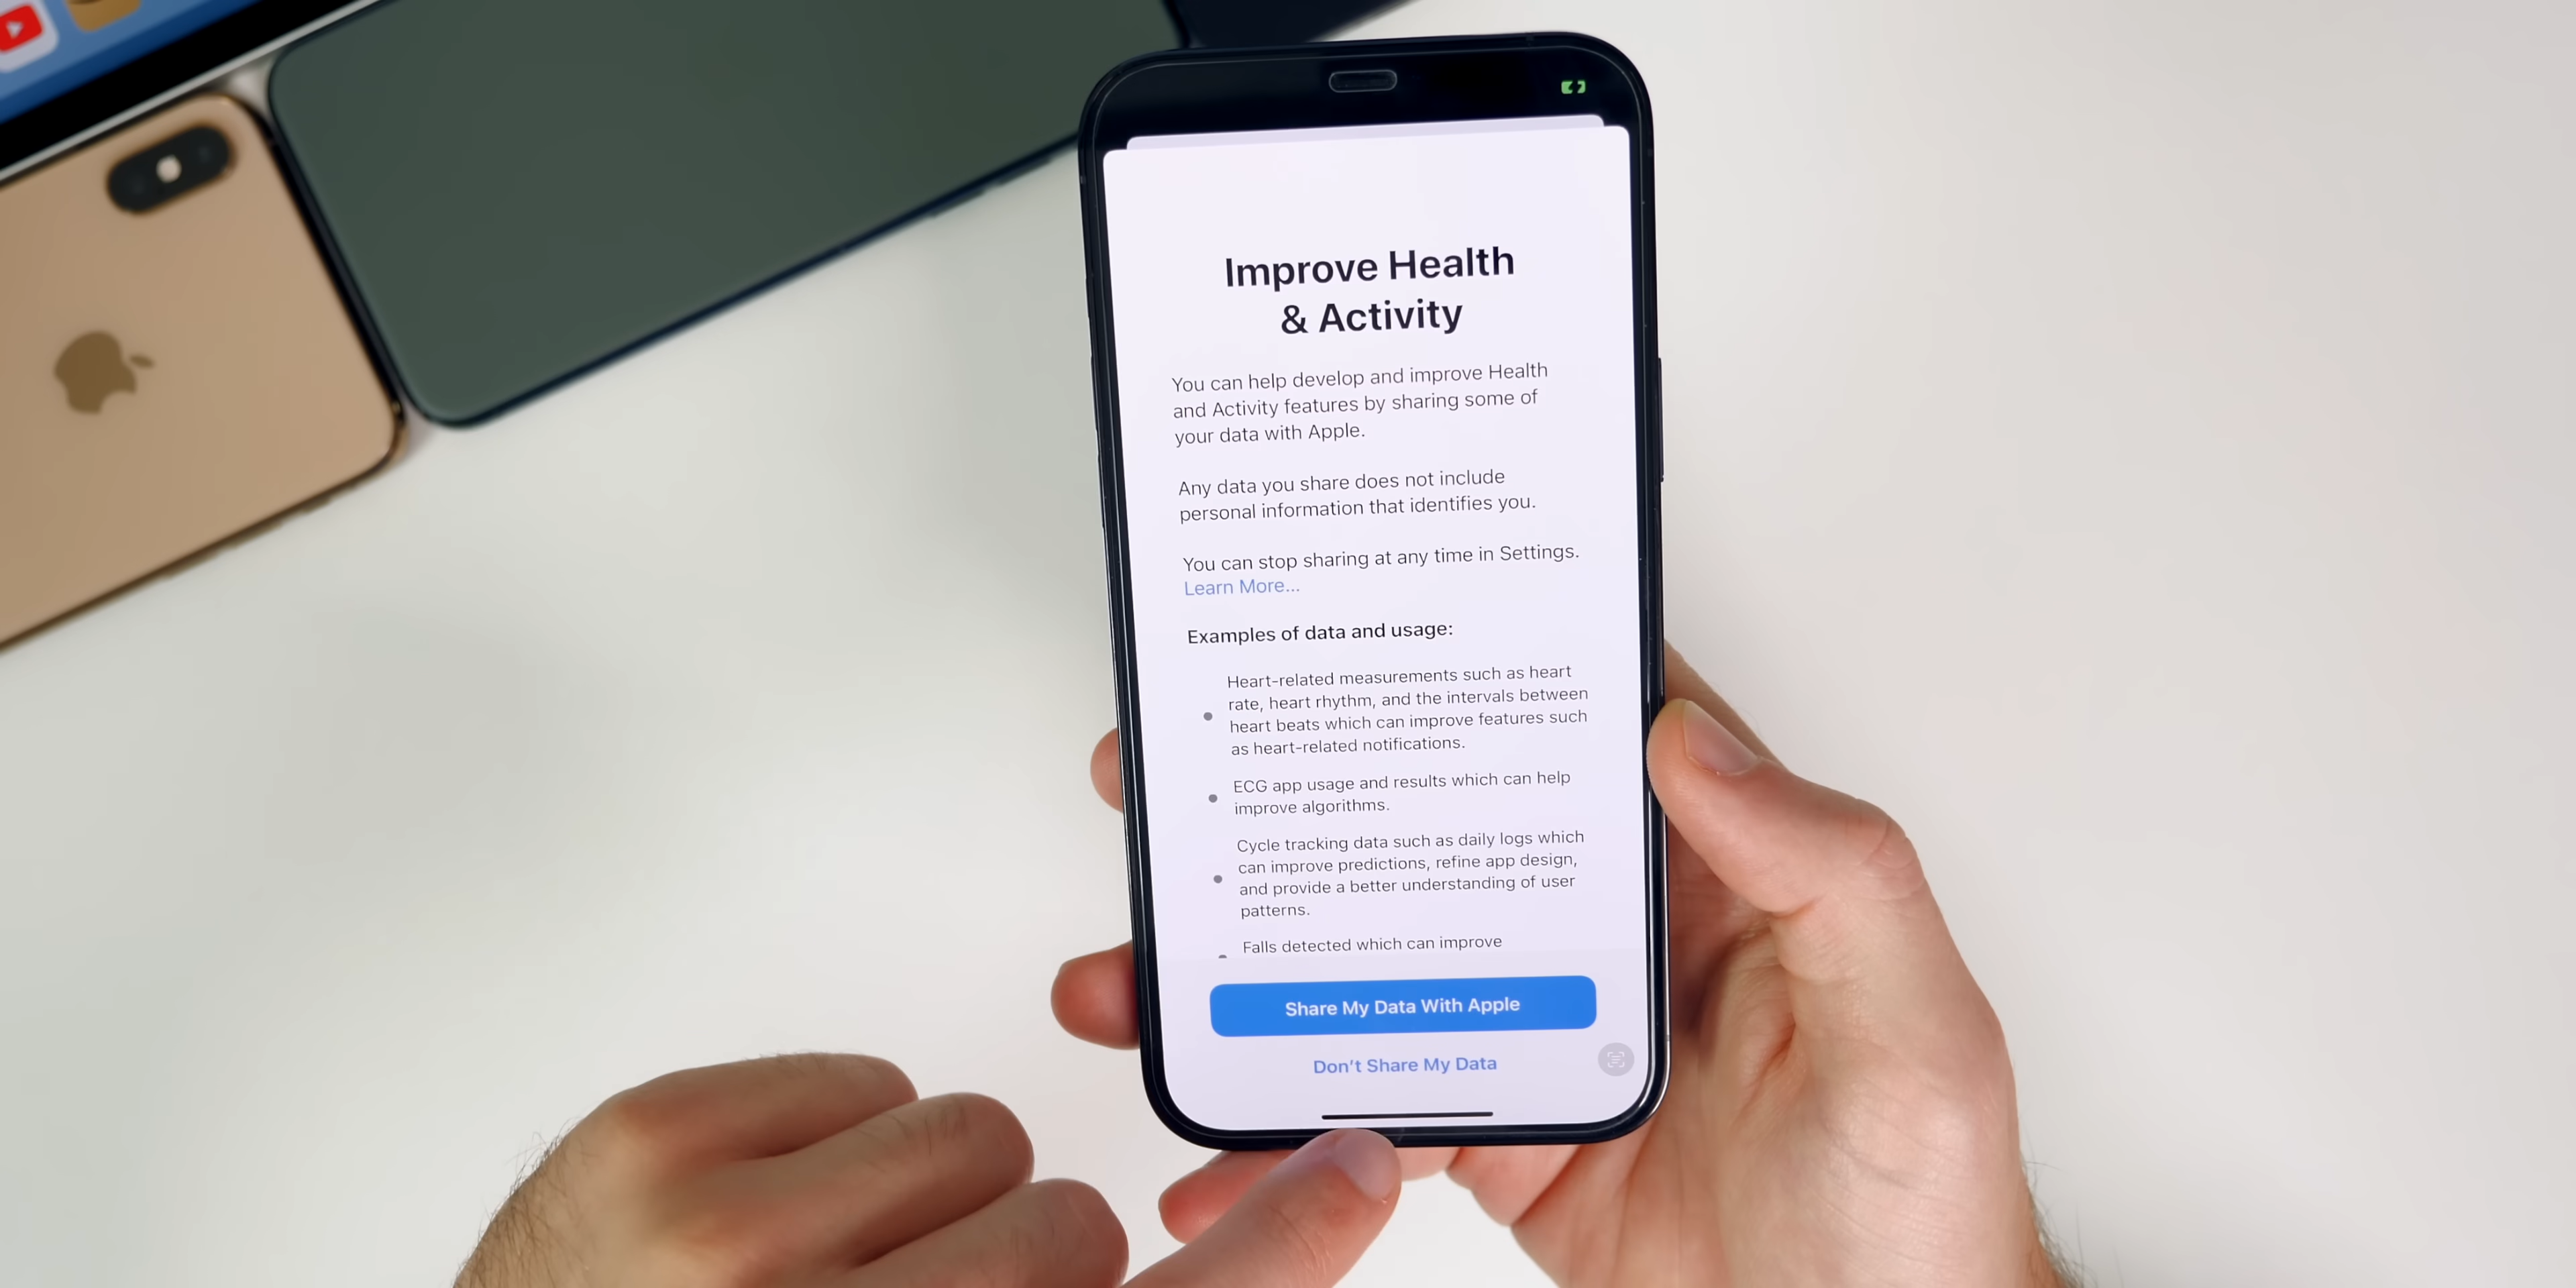 Improve Health
& Activity
You can help develop and improve Health
and Activity features by sharing some of
your data with Apple.
Any data you share does not include
personal information that identifies you.
You can stop sharing at any time in Settings.
Learn More...
Examples of data and usage:
Heart-related measurements such as heart
rate, heart rhythm, and the intervals between
heart beats which can improve features such
as heart-related notifications.
ECG app usage and results which can help
improve algorithms.
Cycle tracking data such as daily logs which
can improve predictions, refine app design,
and provide a better understanding of user
patterns.
Falls detected which can improve
Share My Data With Apple
Don't Share My Data